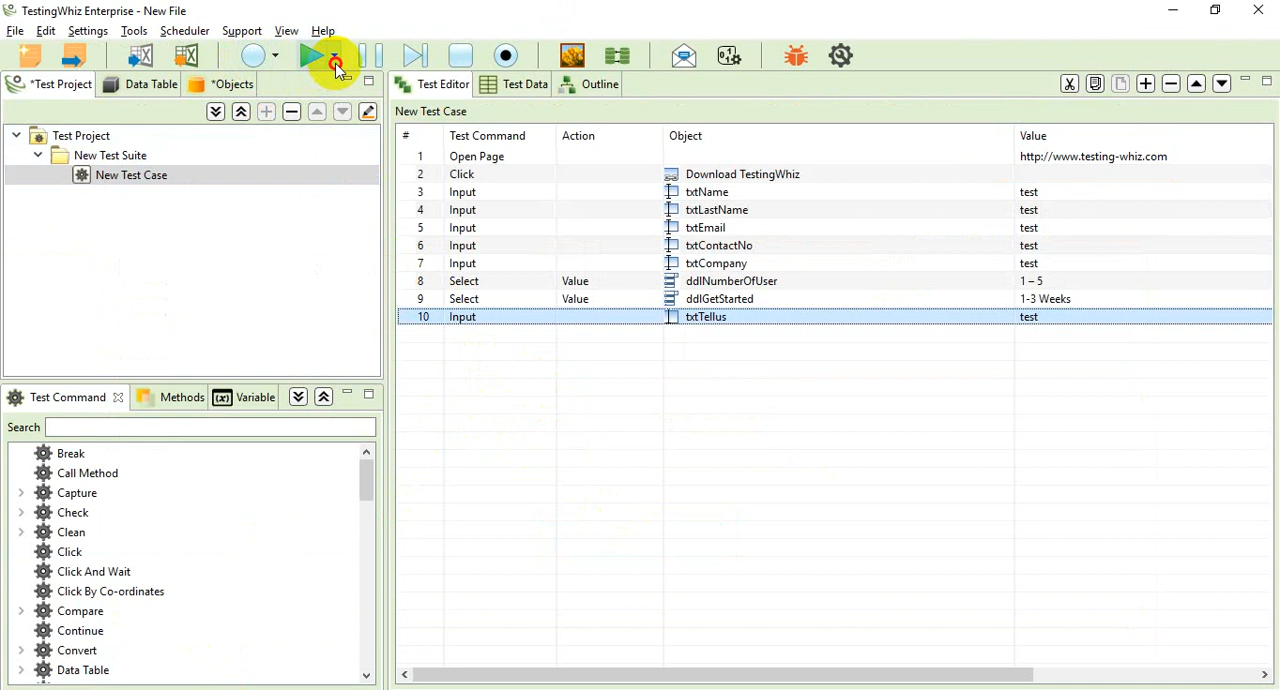 TestingWhiz Enterprise - New File
File Edit Settings Tools Scheduler Support View Help
*Test Project Data Table *Objects
Test Project
New Test Suite
New Test Case
Test Command Methods (x) Variable
Search
Break
Call Method
Capture
Check
Clean
Click
Click And Wait
Click By Co-ordinates
Compare
Continue
Convert
Data Table
Test Editor Test Data Outline
New Test Case
# Test Command Action Object Value
1 Open Page http://www.testing-whiz.com
2 Click Download TestingWhiz
3 Input txtName test
4 Input txtLastName test
5 Input txtEmail test
6 Input txtContactNo test
7 Input txtCompany test
8 Select Value ddlNumberOfUser 1 – 5
9 Select Value ddlGetStarted 1-3 Weeks
10 Input txtTellus test